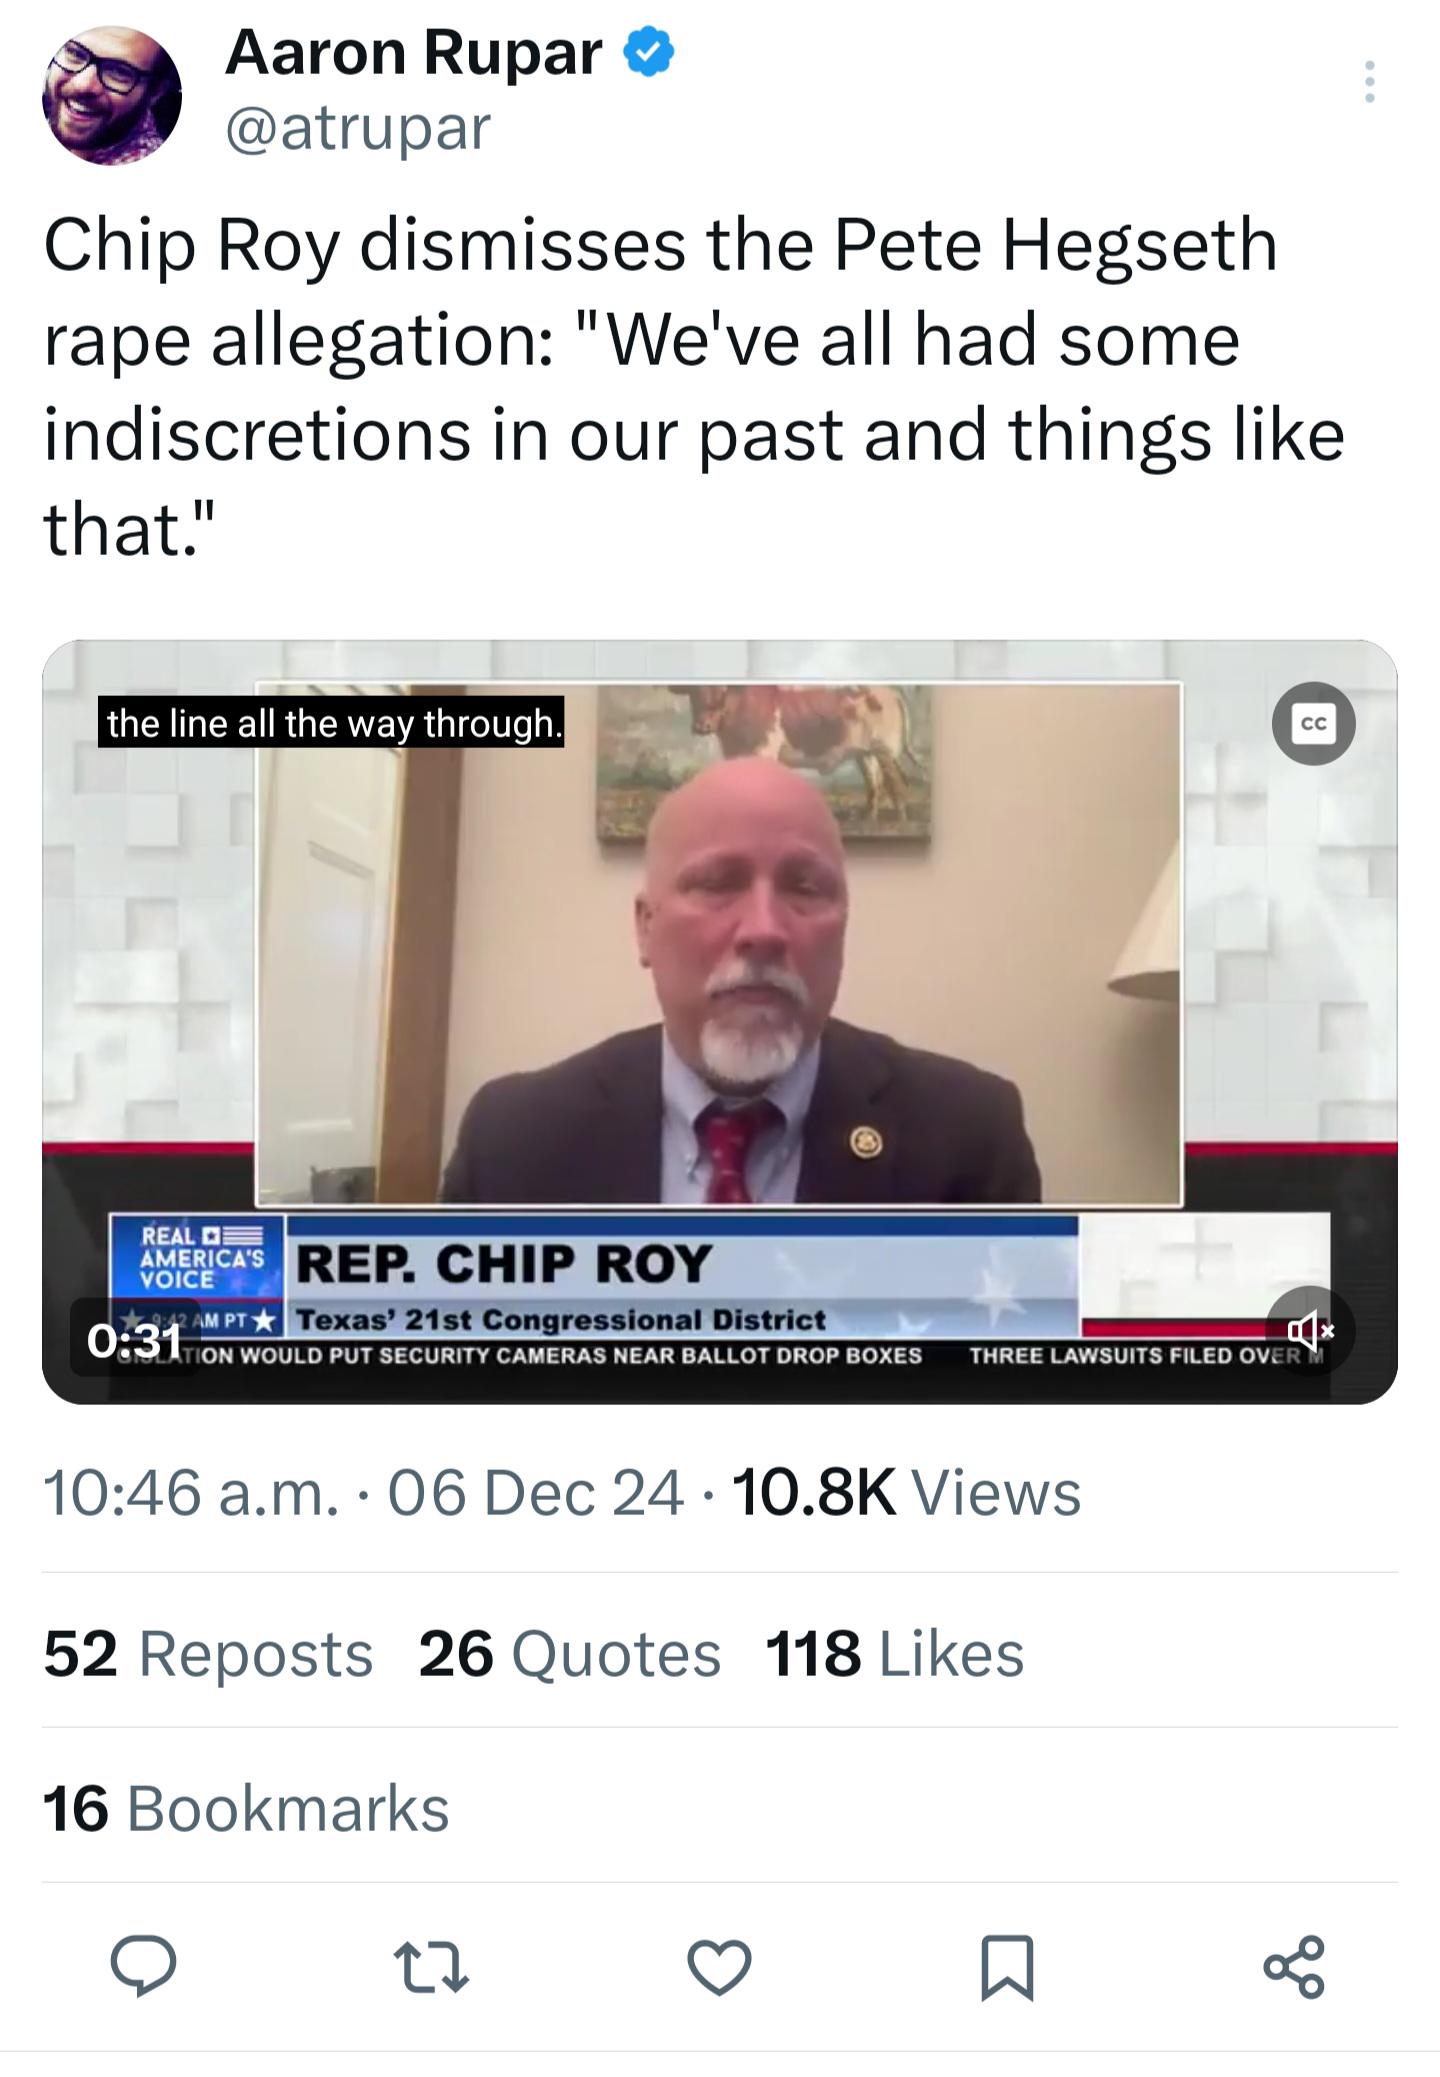 Aaron Rupar
@atrupar
Chip Roy dismisses the Pete Hegseth
rape allegation: "We've all had some
indiscretions in our past and things like
that."
the line all the way through.
CC
REAL
AMERICA'S
VOICE
REP. CHIP ROY
9:42 AM PT
Texas' 21st Congressional District
0:31
WOULD PUT SECURITY CAMERAS NEAR BALLOT DROP BOXES THREE LAWSUITS FILED OVER
10:46 a.m. · 06 Dec 24 · 10.8K Views
52 Reposts 26 Quotes 118 Likes
16 Bookmarks